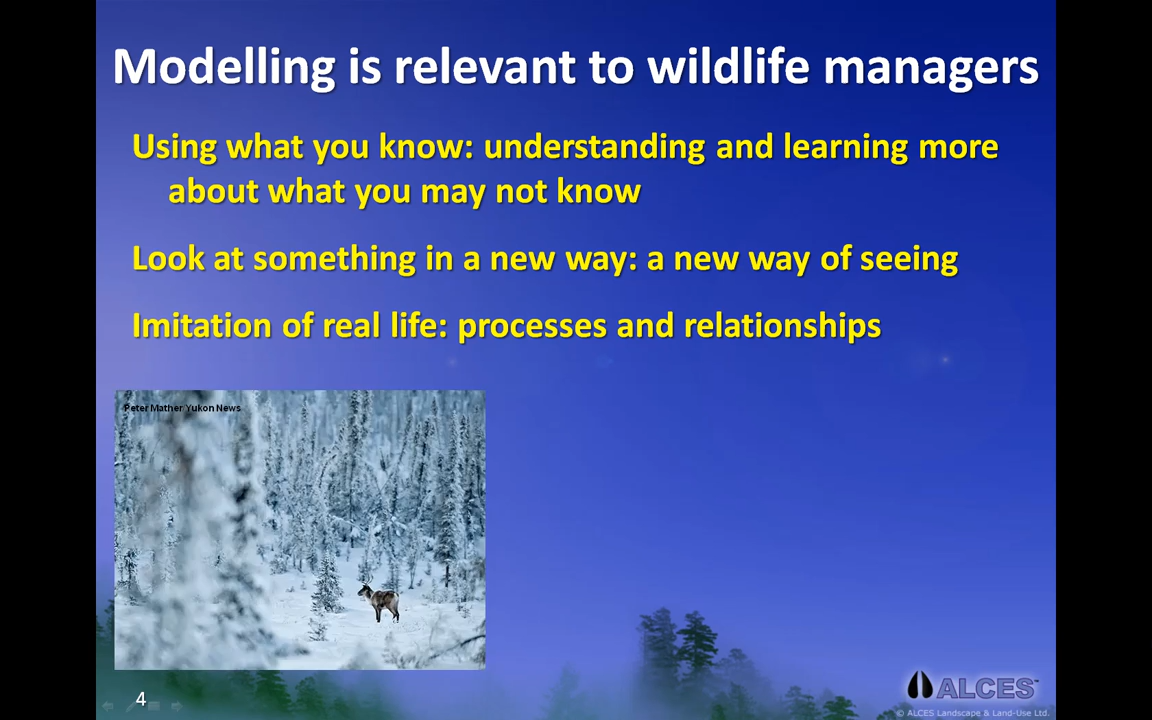 Modelling is relevant to wildlife managers
Using what you know: understanding and learning more
about what you may not know
Look at something in a new way: a new way of seeing
Imitation of real life: processes and relationships
Peter Mather Yukon News
4
ALCES™
© ALCES Landscape & Land-Use Ltd.